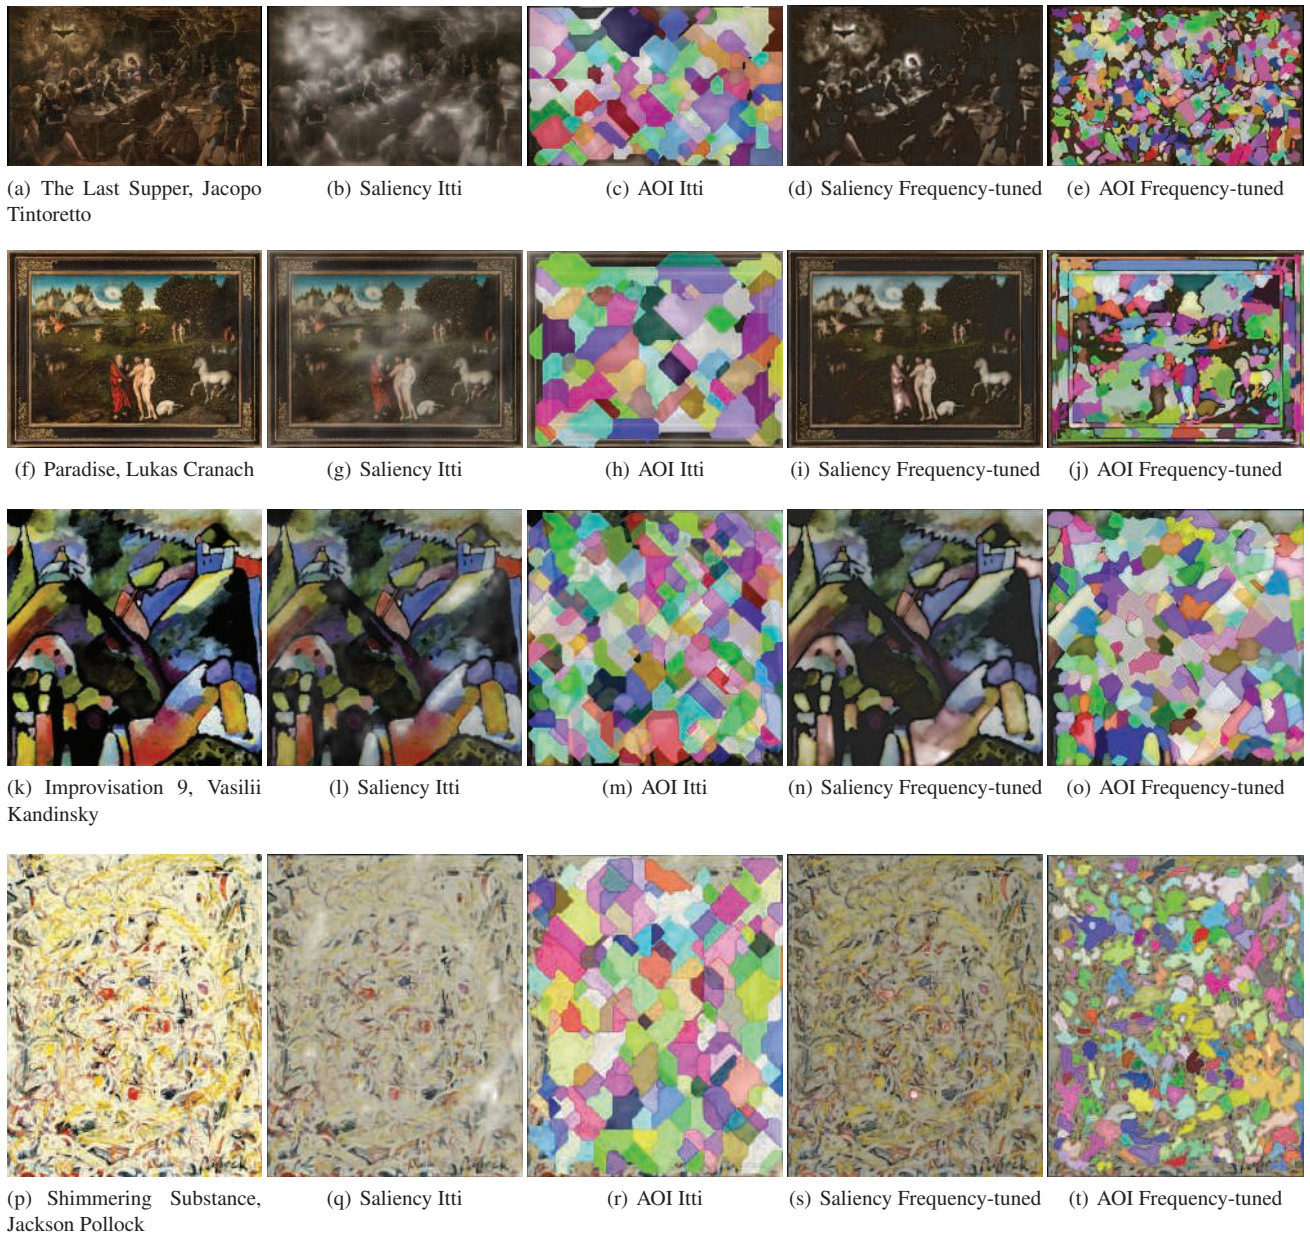 (a) The Last Supper, Jacopo
Tintoretto
(b) Saliency Itti
(c) AOI Itti
(d) Saliency Frequency-tuned
(e) AOI Frequency-tuned
(f) Paradise, Lukas Cranach
(g) Saliency Itti
(h) AOI Itti
(i) Saliency Frequency-tuned
(j) AOI Frequency-tuned
(k) Improvisation 9, Vasilii
Kandinsky
(l) Saliency Itti
(m) AOI Itti
(n) Saliency Frequency-tuned
(o) AOI Frequency-tuned
(p) Shimmering Substance,
Jackson Pollock
(q) Saliency Itti
(r) AOI Itti
(s) Saliency Frequency-tuned
(t) AOI Frequency-tuned